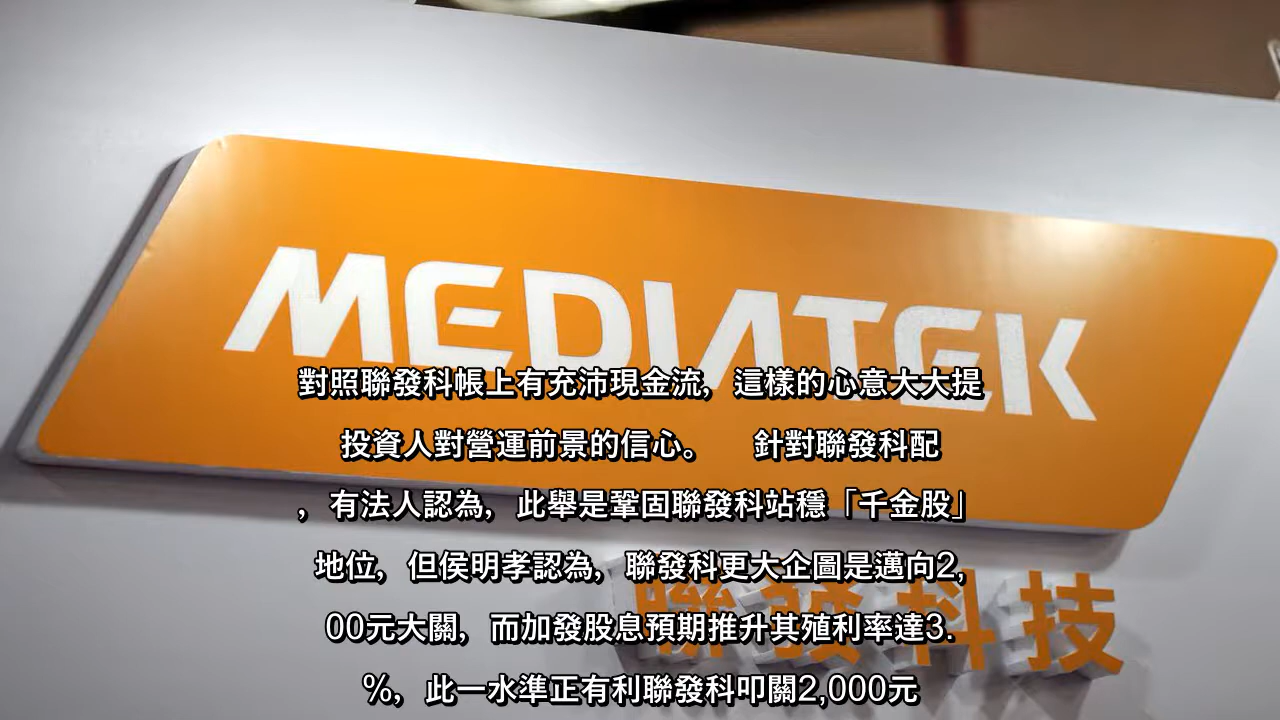 MEDIATEK
聯發科技
對照聯發科帳上有充沛現金流，這樣的心意大大提
投資人對營運前景的信心。 針對聯發科配
，有法人認為，此舉是鞏固聯發科站穩「千金股」
地位，但侯明孝認為，聯發科更大企圖是邁向2,
00元大關，而加發股息預期推升其殖利率達3.
%，此一水準正有利聯發科叩關2,000元